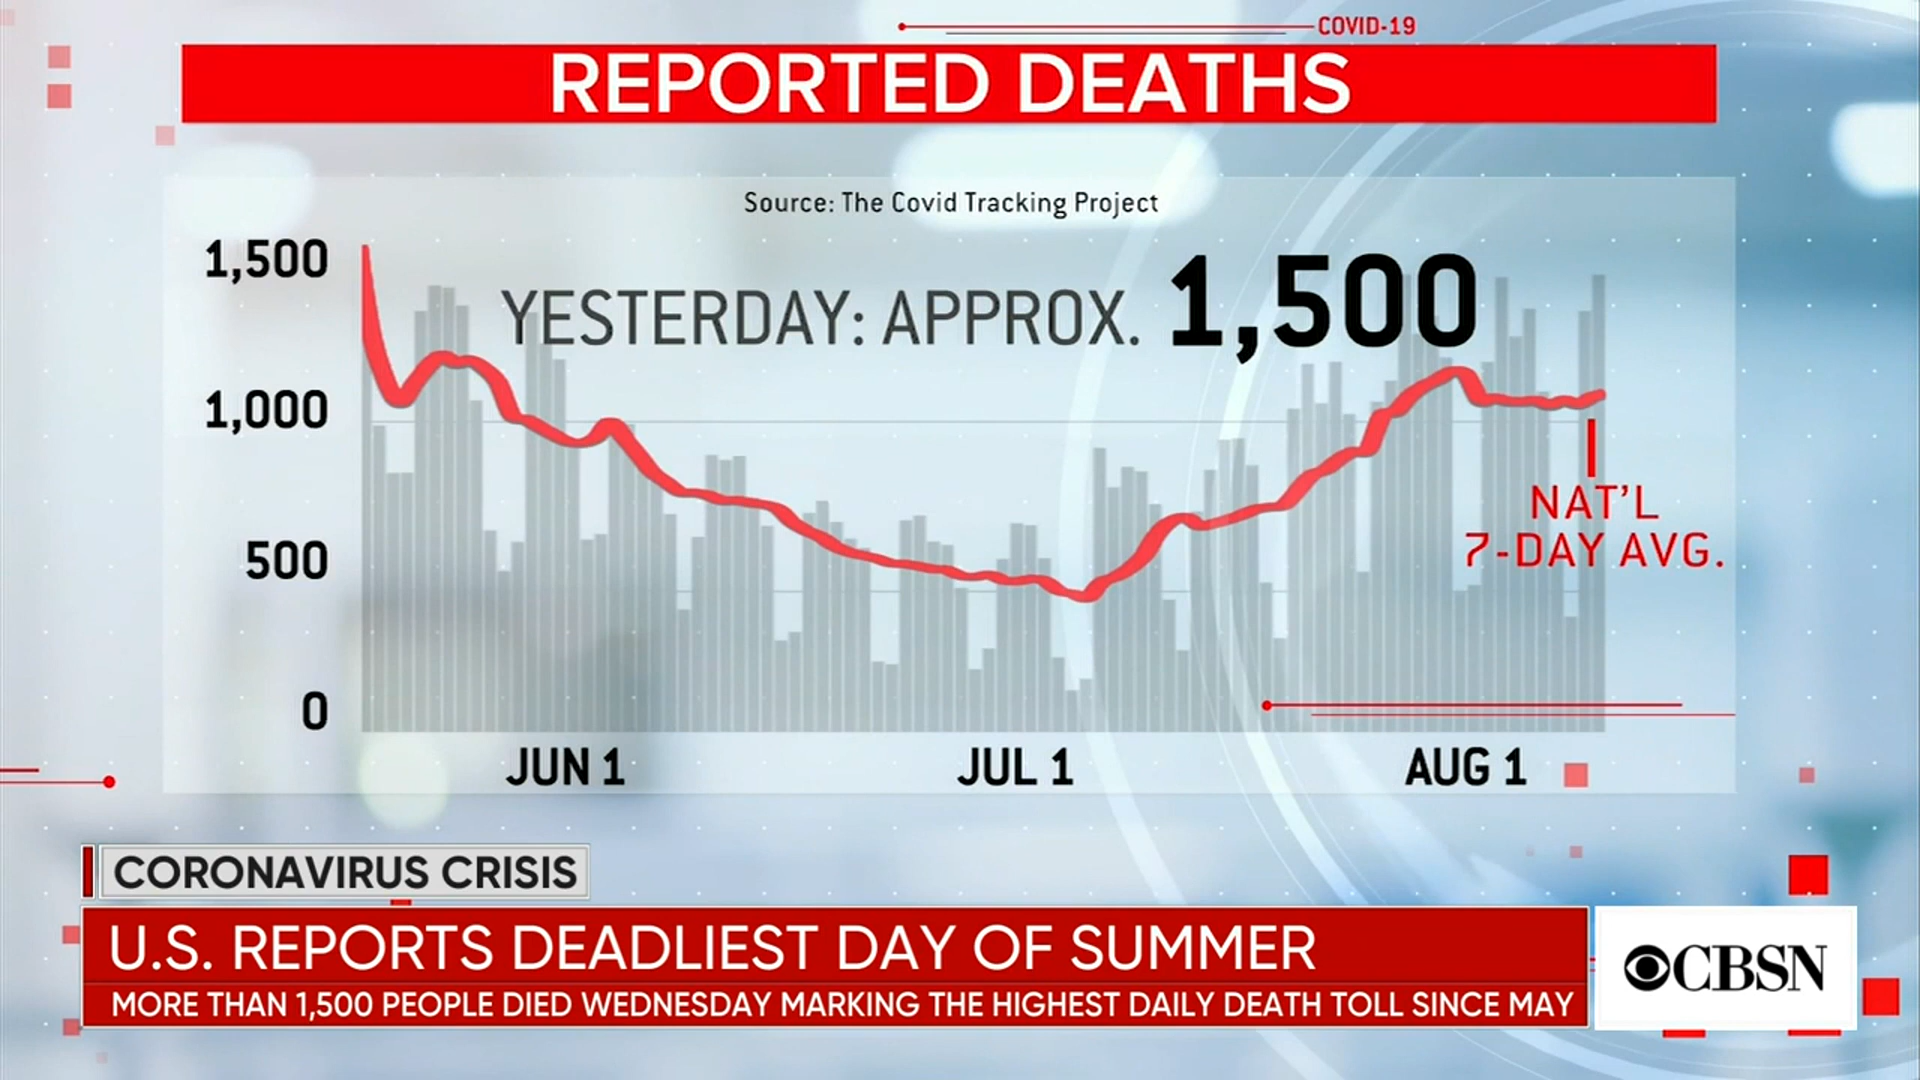 COVID-19
REPORTED DEATHS
Source: The Covid Tracking Project
YESTERDAY: APPROX. 1,500
1,500
1,000
500
0
NAT'L
7-DAY AVG.
JUN 1 JUL 1 AUG 1
CORONAVIRUS CRISIS
U.S. REPORTS DEADLIEST DAY OF SUMMER
MORE THAN 1,500 PEOPLE DIED WEDNESDAY MARKING THE HIGHEST DAILY DEATH TOLL SINCE MAY
CBSN